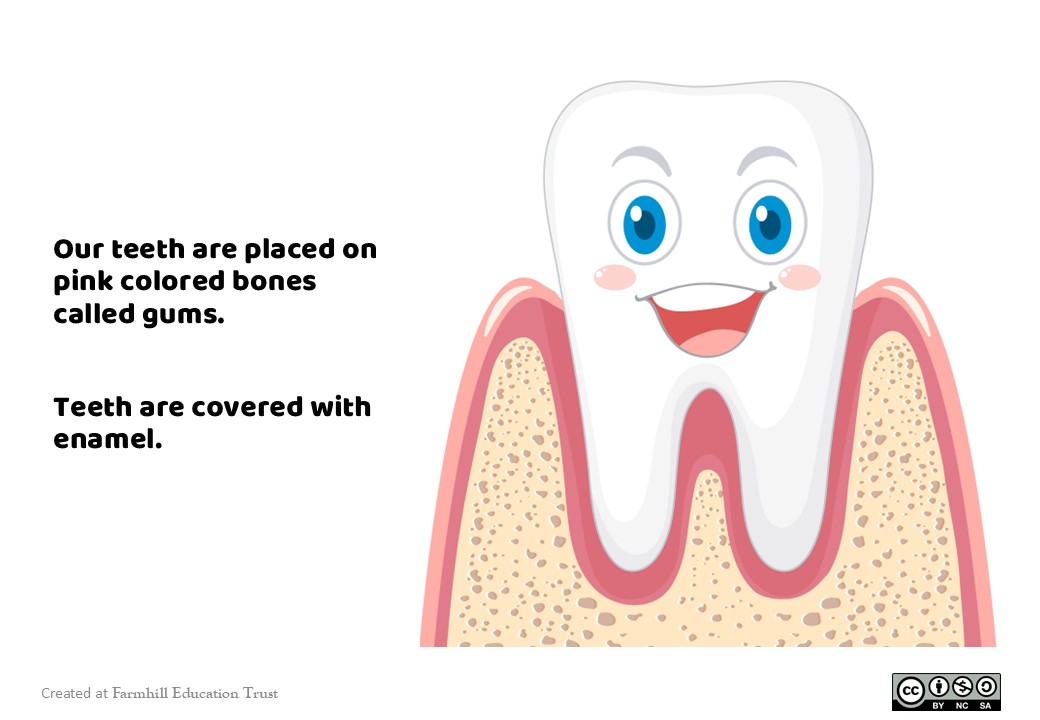 Our teeth are placed on
pink colored bones
called gums.
Teeth are covered with
enamel.
Created at Farmhill Education Trust
cc
BY NC SA